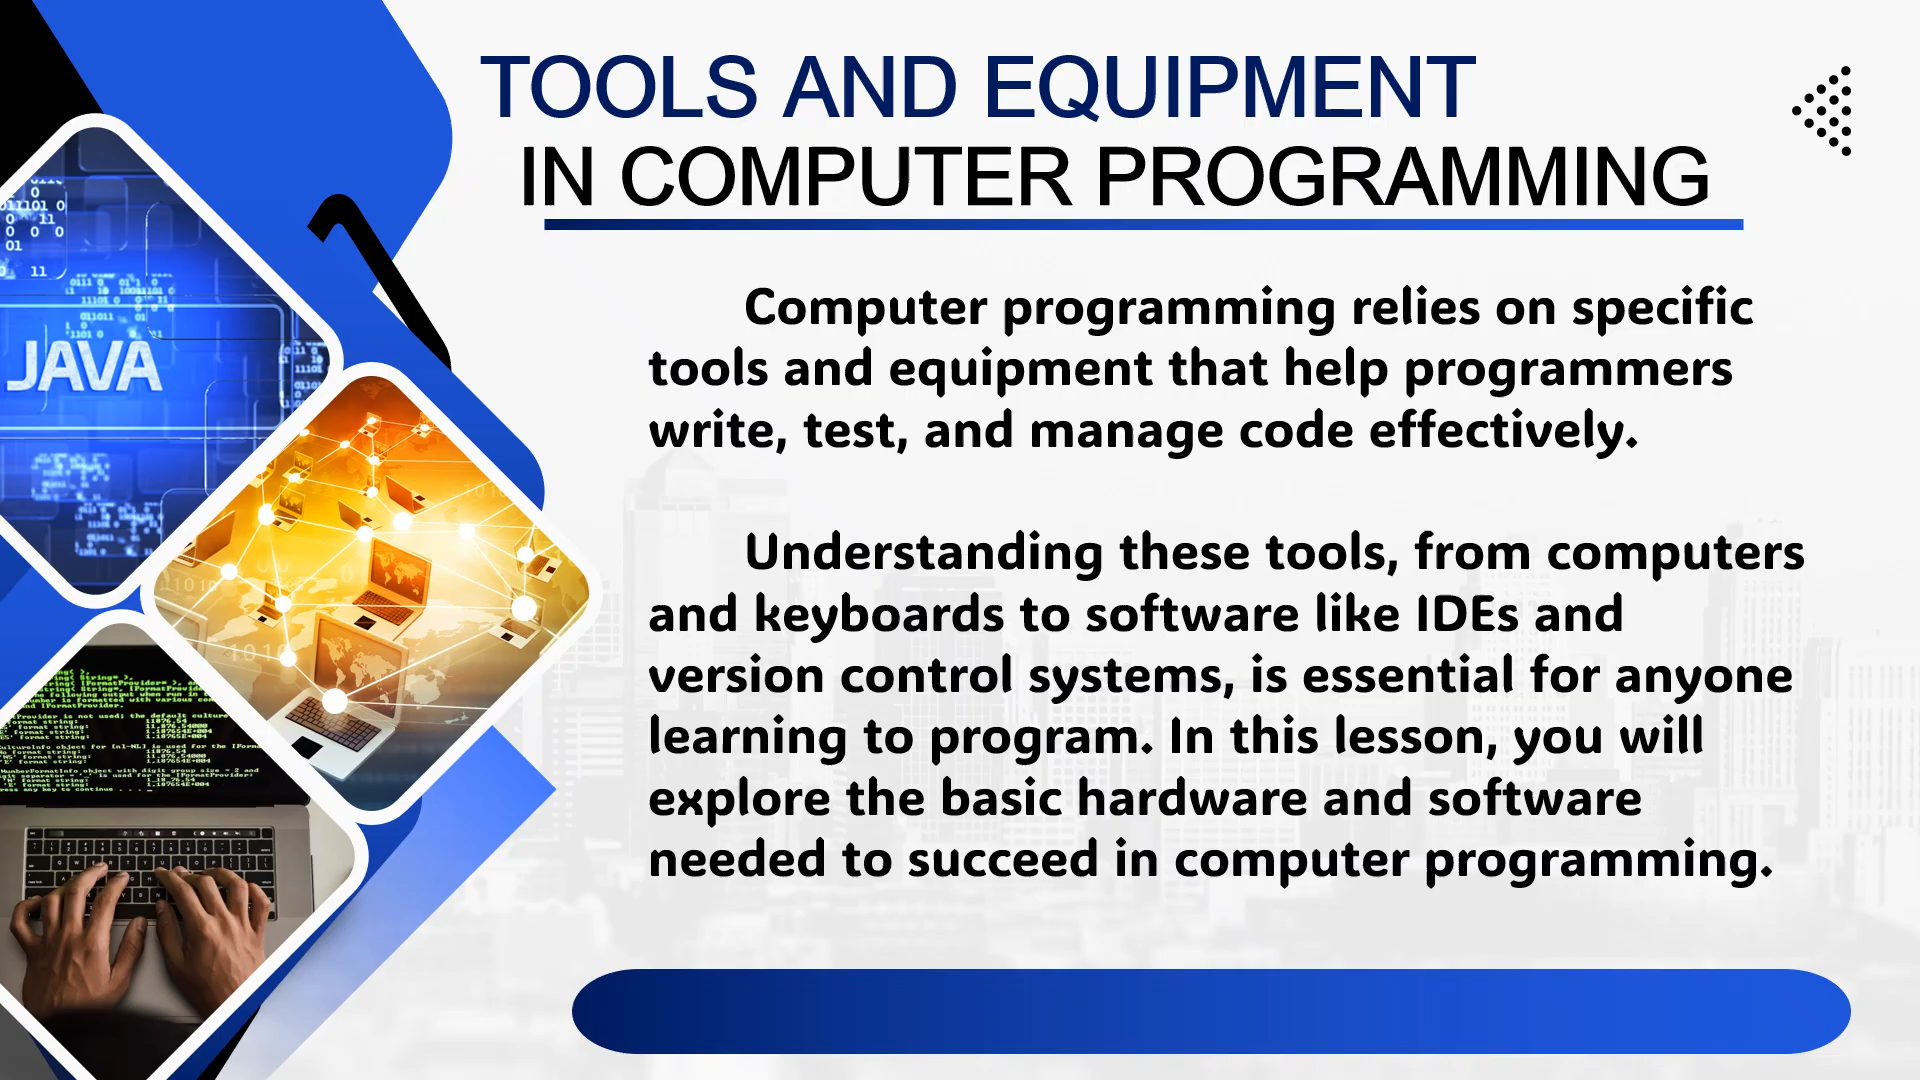 TOOLS AND EQUIPMENT
IN COMPUTER PROGRAMMING
Computer programming relies on specific
tools and equipment that help programmers
write, test, and manage code effectively.
Understanding these tools, from computers
and keyboards to software like IDEs and
version control systems, is essential for anyone
learning to program. In this lesson, you will
explore the basic hardware and software
needed to succeed in computer programming.
JAVA